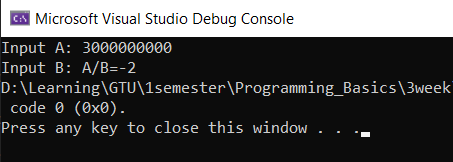 Microsoft Visual Studio Debug Console
Input A: 3000000000
Input B: A/B=-2
D:\Learning\GTU\1semester\Programming_Basics\3week
code 0 (0x0).
Press any key to close this window . . .